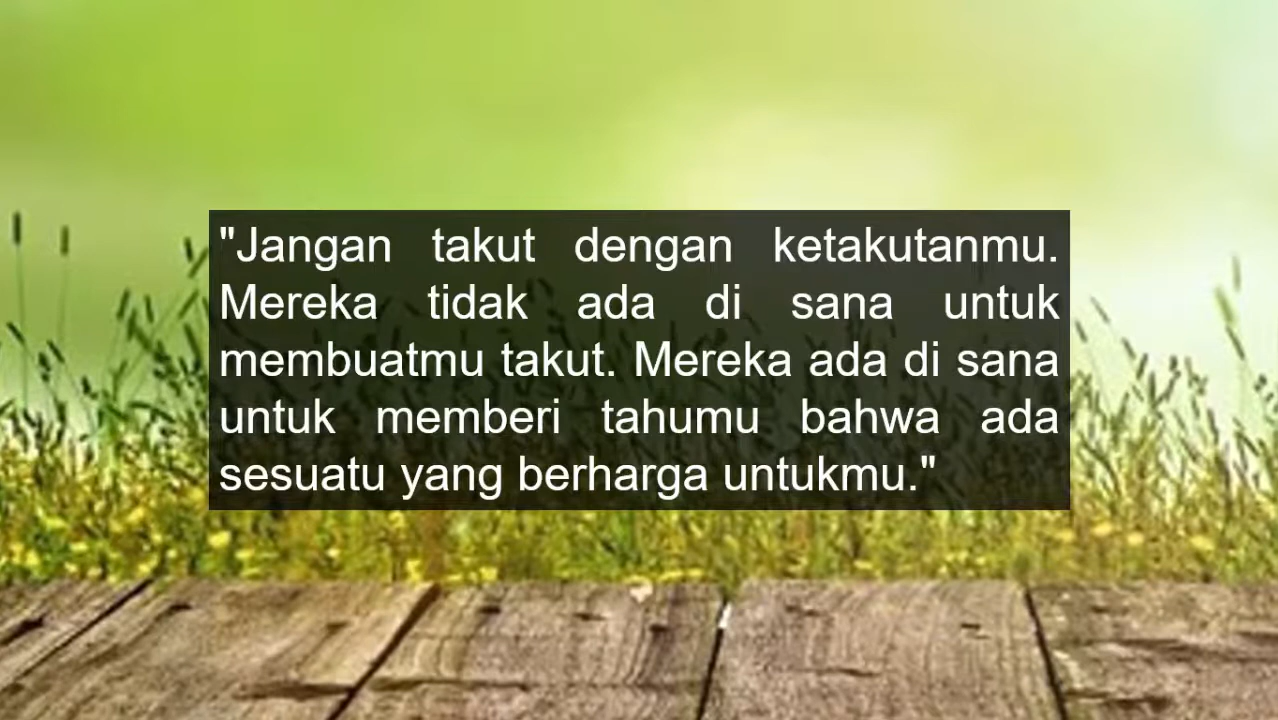 "Jangan takut dengan ketakutanmu.
Mereka tidak ada di sana untuk
membuatmu takut. Mereka ada di sana
untuk memberi tahumu bahwa ada
sesuatu yang berharga untukmu."